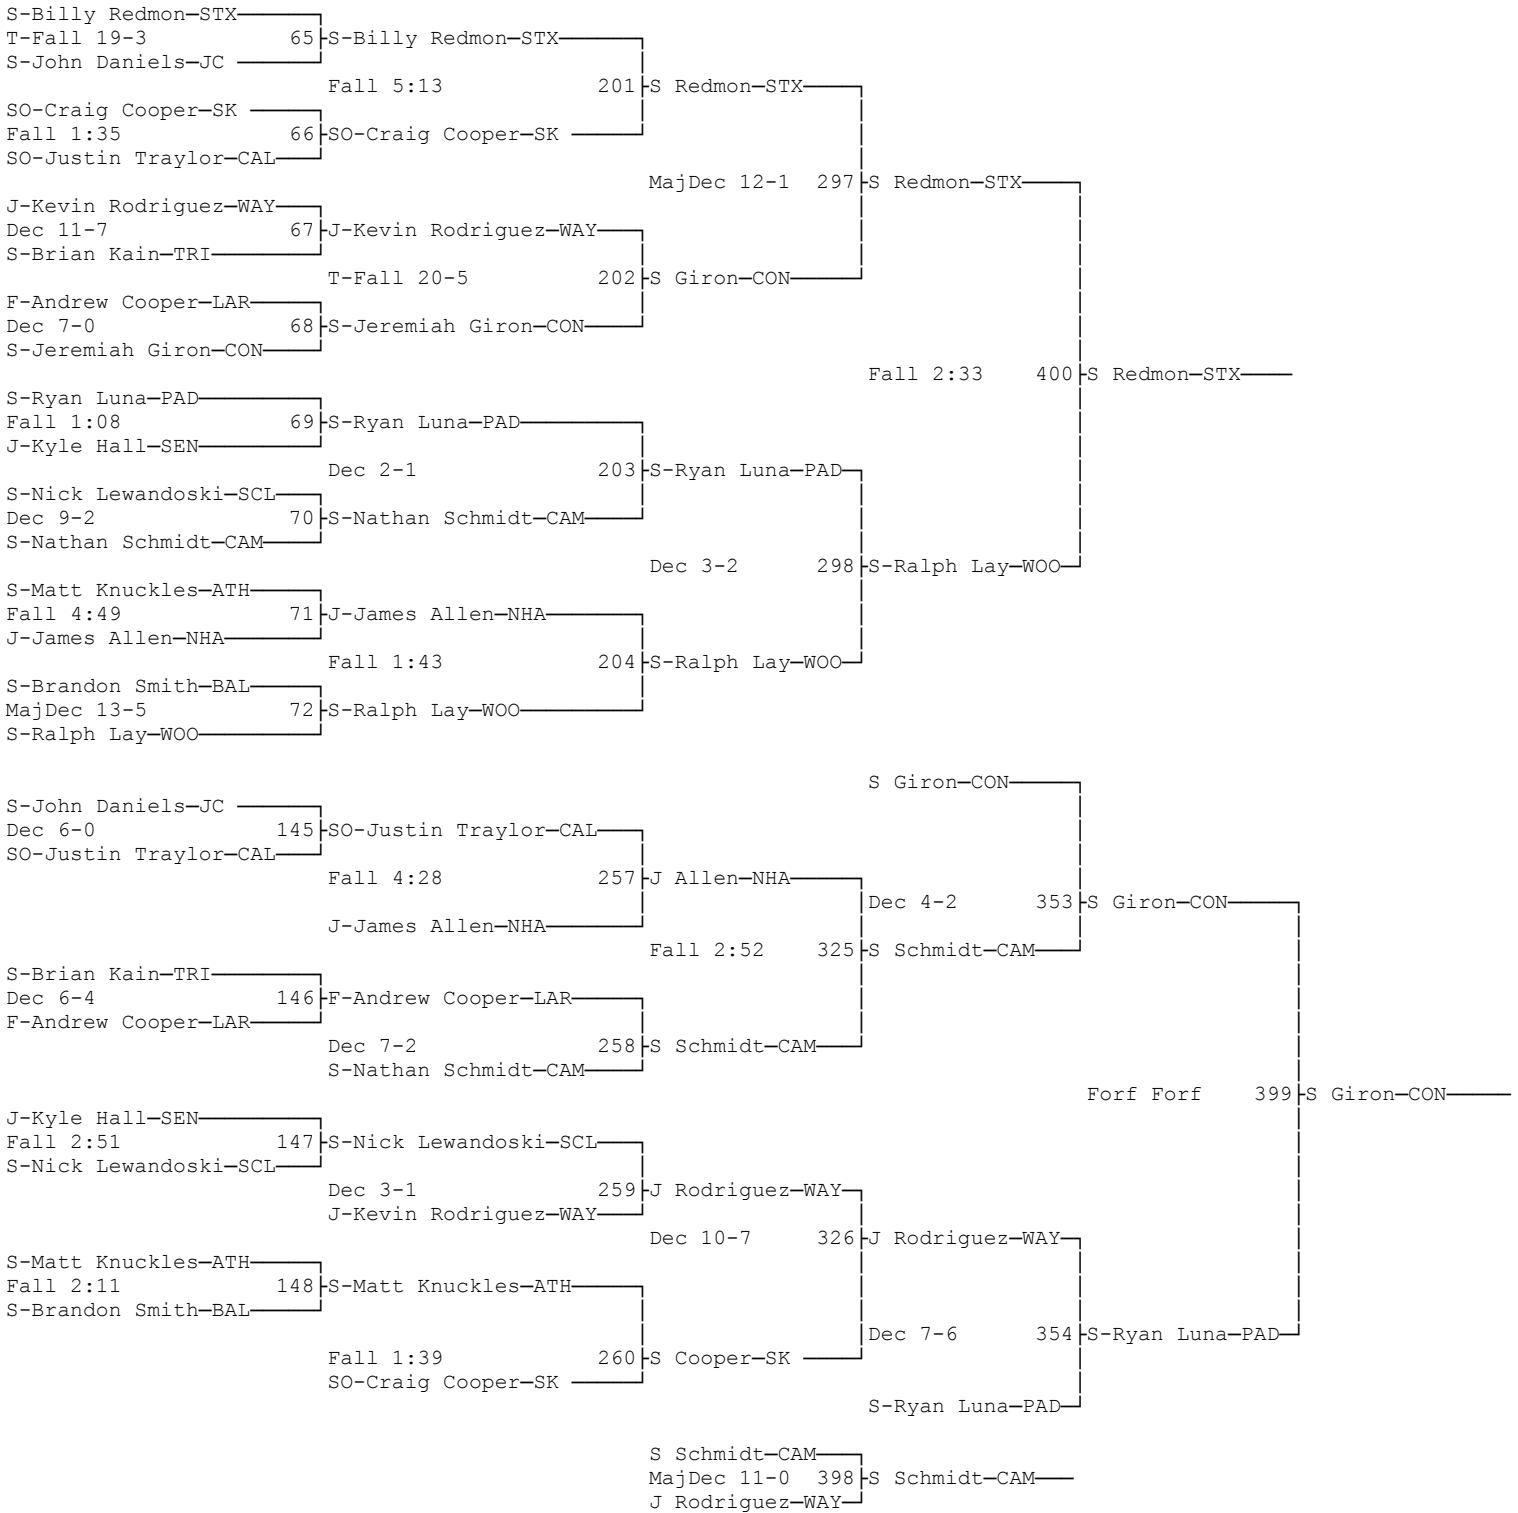 S-Billy Redmon—STX
T-Fall 19-3 65 S-Billy Redmon—STX
S-John Daniels—JC
Fall 5:13 201 S Redmon—STX
SO-Craig Cooper—SK
Fall 1:35 66 SO-Craig Cooper—SK
SO-Justin Traylor—CAL
MajDec 12-1 297 S Redmon—STX
J-Kevin Rodriguez—WAY
Dec 11-7 67 J-Kevin Rodriguez—WAY
S-Brian Kain—TRI
T-Fall 20-5 202 S Giron—CON
F-Andrew Cooper—LAR
Dec 7-0 68 S-Jeremiah Giron—CON
S-Jeremiah Giron—CON
Fall 2:33 400 S Redmon—STX
S-Ryan Luna—PAD
Fall 1:08 69 S-Ryan Luna—PAD
J-Kyle Hall—SEN
Dec 2-1 203 S-Ryan Luna—PAD
S-Nick Lewandoski—SCL
Dec 9-2 70 S-Nathan Schmidt—CAM
S-Nathan Schmidt—CAM
Dec 3-2 298 S-Ralph Lay—WOO
S-Matt Knuckles—ATH
Fall 4:49 71 J-James Allen—NHA
J-James Allen—NHA
Fall 1:43 204 S-Ralph Lay—WOO
S-Brandon Smith—BAL
MajDec 13-5 72 S-Ralph Lay—WOO
S-Ralph Lay—WOO
S Giron—CON
S-John Daniels—JC
Dec 6-0 145 SO-Justin Traylor—CAL
SO-Justin Traylor—CAL
Fall 4:28 257 J Allen—NHA
Dec 4-2 353 S Giron—CON
J-James Allen—NHA
Fall 2:52 325 S Schmidt—CAM
S-Brian Kain—TRI
Dec 6-4 146 F-Andrew Cooper—LAR
F-Andrew Cooper—LAR
Dec 7-2 258 S Schmidt—CAM
S-Nathan Schmidt—CAM
Forf Forf 399 S Giron—CON
J-Kyle Hall—SEN
Fall 2:51 147 S-Nick Lewandoski—SCL
S-Nick Lewandoski—SCL
Dec 3-1 259 J Rodriguez—WAY
J-Kevin Rodriguez—WAY
Dec 10-7 326 J Rodriguez—WAY
S-Matt Knuckles—ATH
Fall 2:11 148 S-Matt Knuckles—ATH
S-Brandon Smith—BAL
Dec 7-6 354 S-Ryan Luna—PAD
Fall 1:39 260 S Cooper—SK
SO-Craig Cooper—SK
S-Ryan Luna—PAD
S Schmidt—CAM
MajDec 11-0 398 S Schmidt—CAM
J Rodriguez—WAY